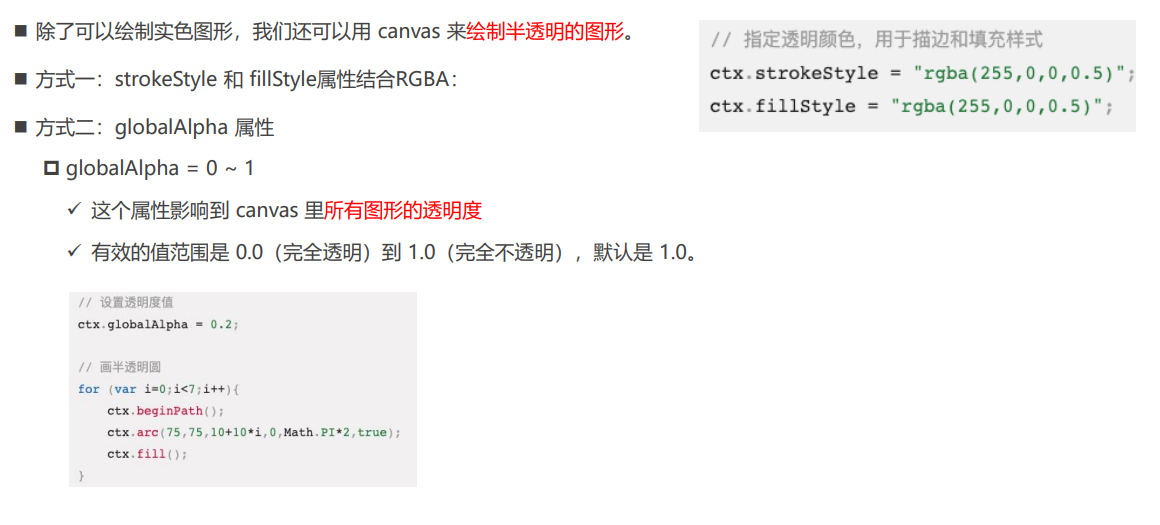 ■ 除了可以绘制实色图形，我们还可以用 canvas 来绘制半透明的图形。
■ 方式一：strokeStyle 和 fillStyle属性结合RGBA：
// 指定透明颜色，用于描边和填充样式
ctx.strokeStyle = "rgba(255,0,0,0.5)";
ctx.fillStyle = "rgba(255,0,0,0.5)";
■ 方式二：globalAlpha 属性
globalAlpha = 0 ~ 1
✓ 这个属性影响到 canvas 里所有图形的透明度
✓ 有效的值范围是 0.0（完全透明）到 1.0（完全不透明），默认是 1.0。
// 设置透明度值
ctx.globalAlpha = 0.2;
// 画半透明圆
for (var i=0;i<7;i++){
ctx.beginPath();
ctx.arc(75,75,10+10*i,0,Math.PI*2,true);
ctx.fill();
}